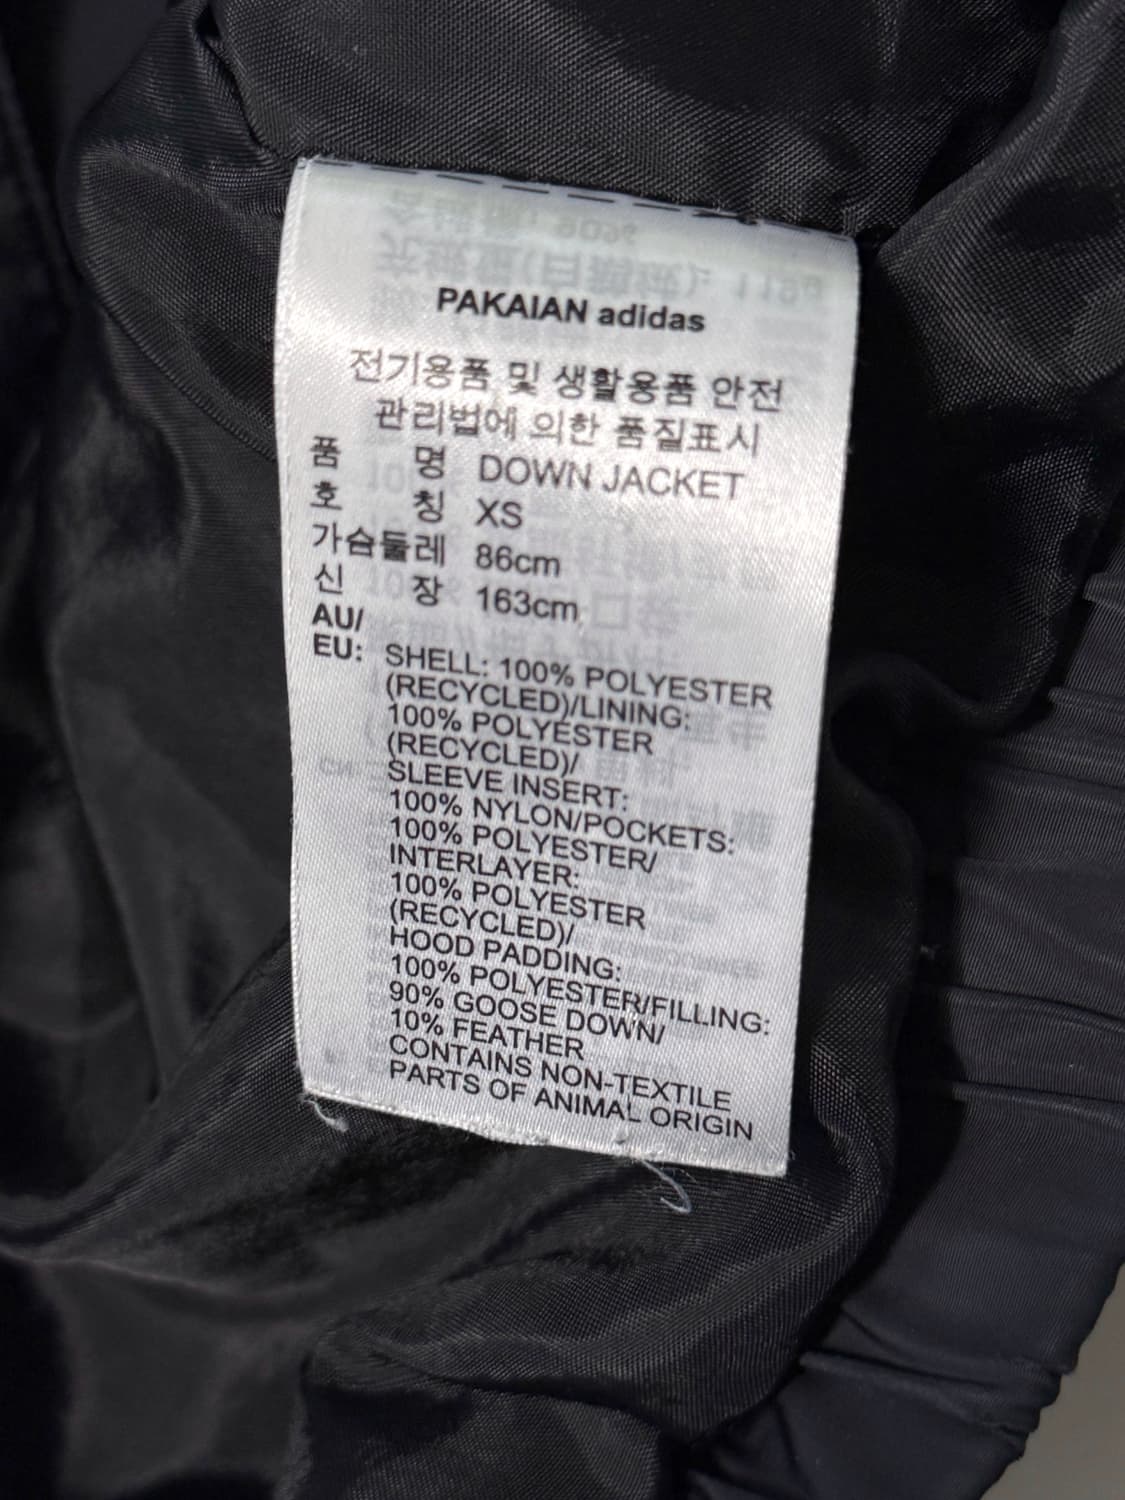 PAKAIAN adidas
전기용품 및 생활용품 안전
관리법에 의한 품질표시
품 명 DOWN JACKET
호 칭 XS
가슴둘레 86cm
신 장 163cm
AU/
EU: SHELL: 100% POLYESTER
(RECYCLED)/LINING:
100% POLYESTER
(RECYCLED)/
SLEEVE INSERT:
100% NYLON/POCKETS:
100% POLYESTER/
INTERLAYER:
100% POLYESTER
(RECYCLED)/
HOOD PADDING:
100% POLYESTER/FILLING:
90% GOOSE DOWN/
10% FEATHER
CONTAINS NON-TEXTILE
PARTS OF ANIMAL ORIGIN